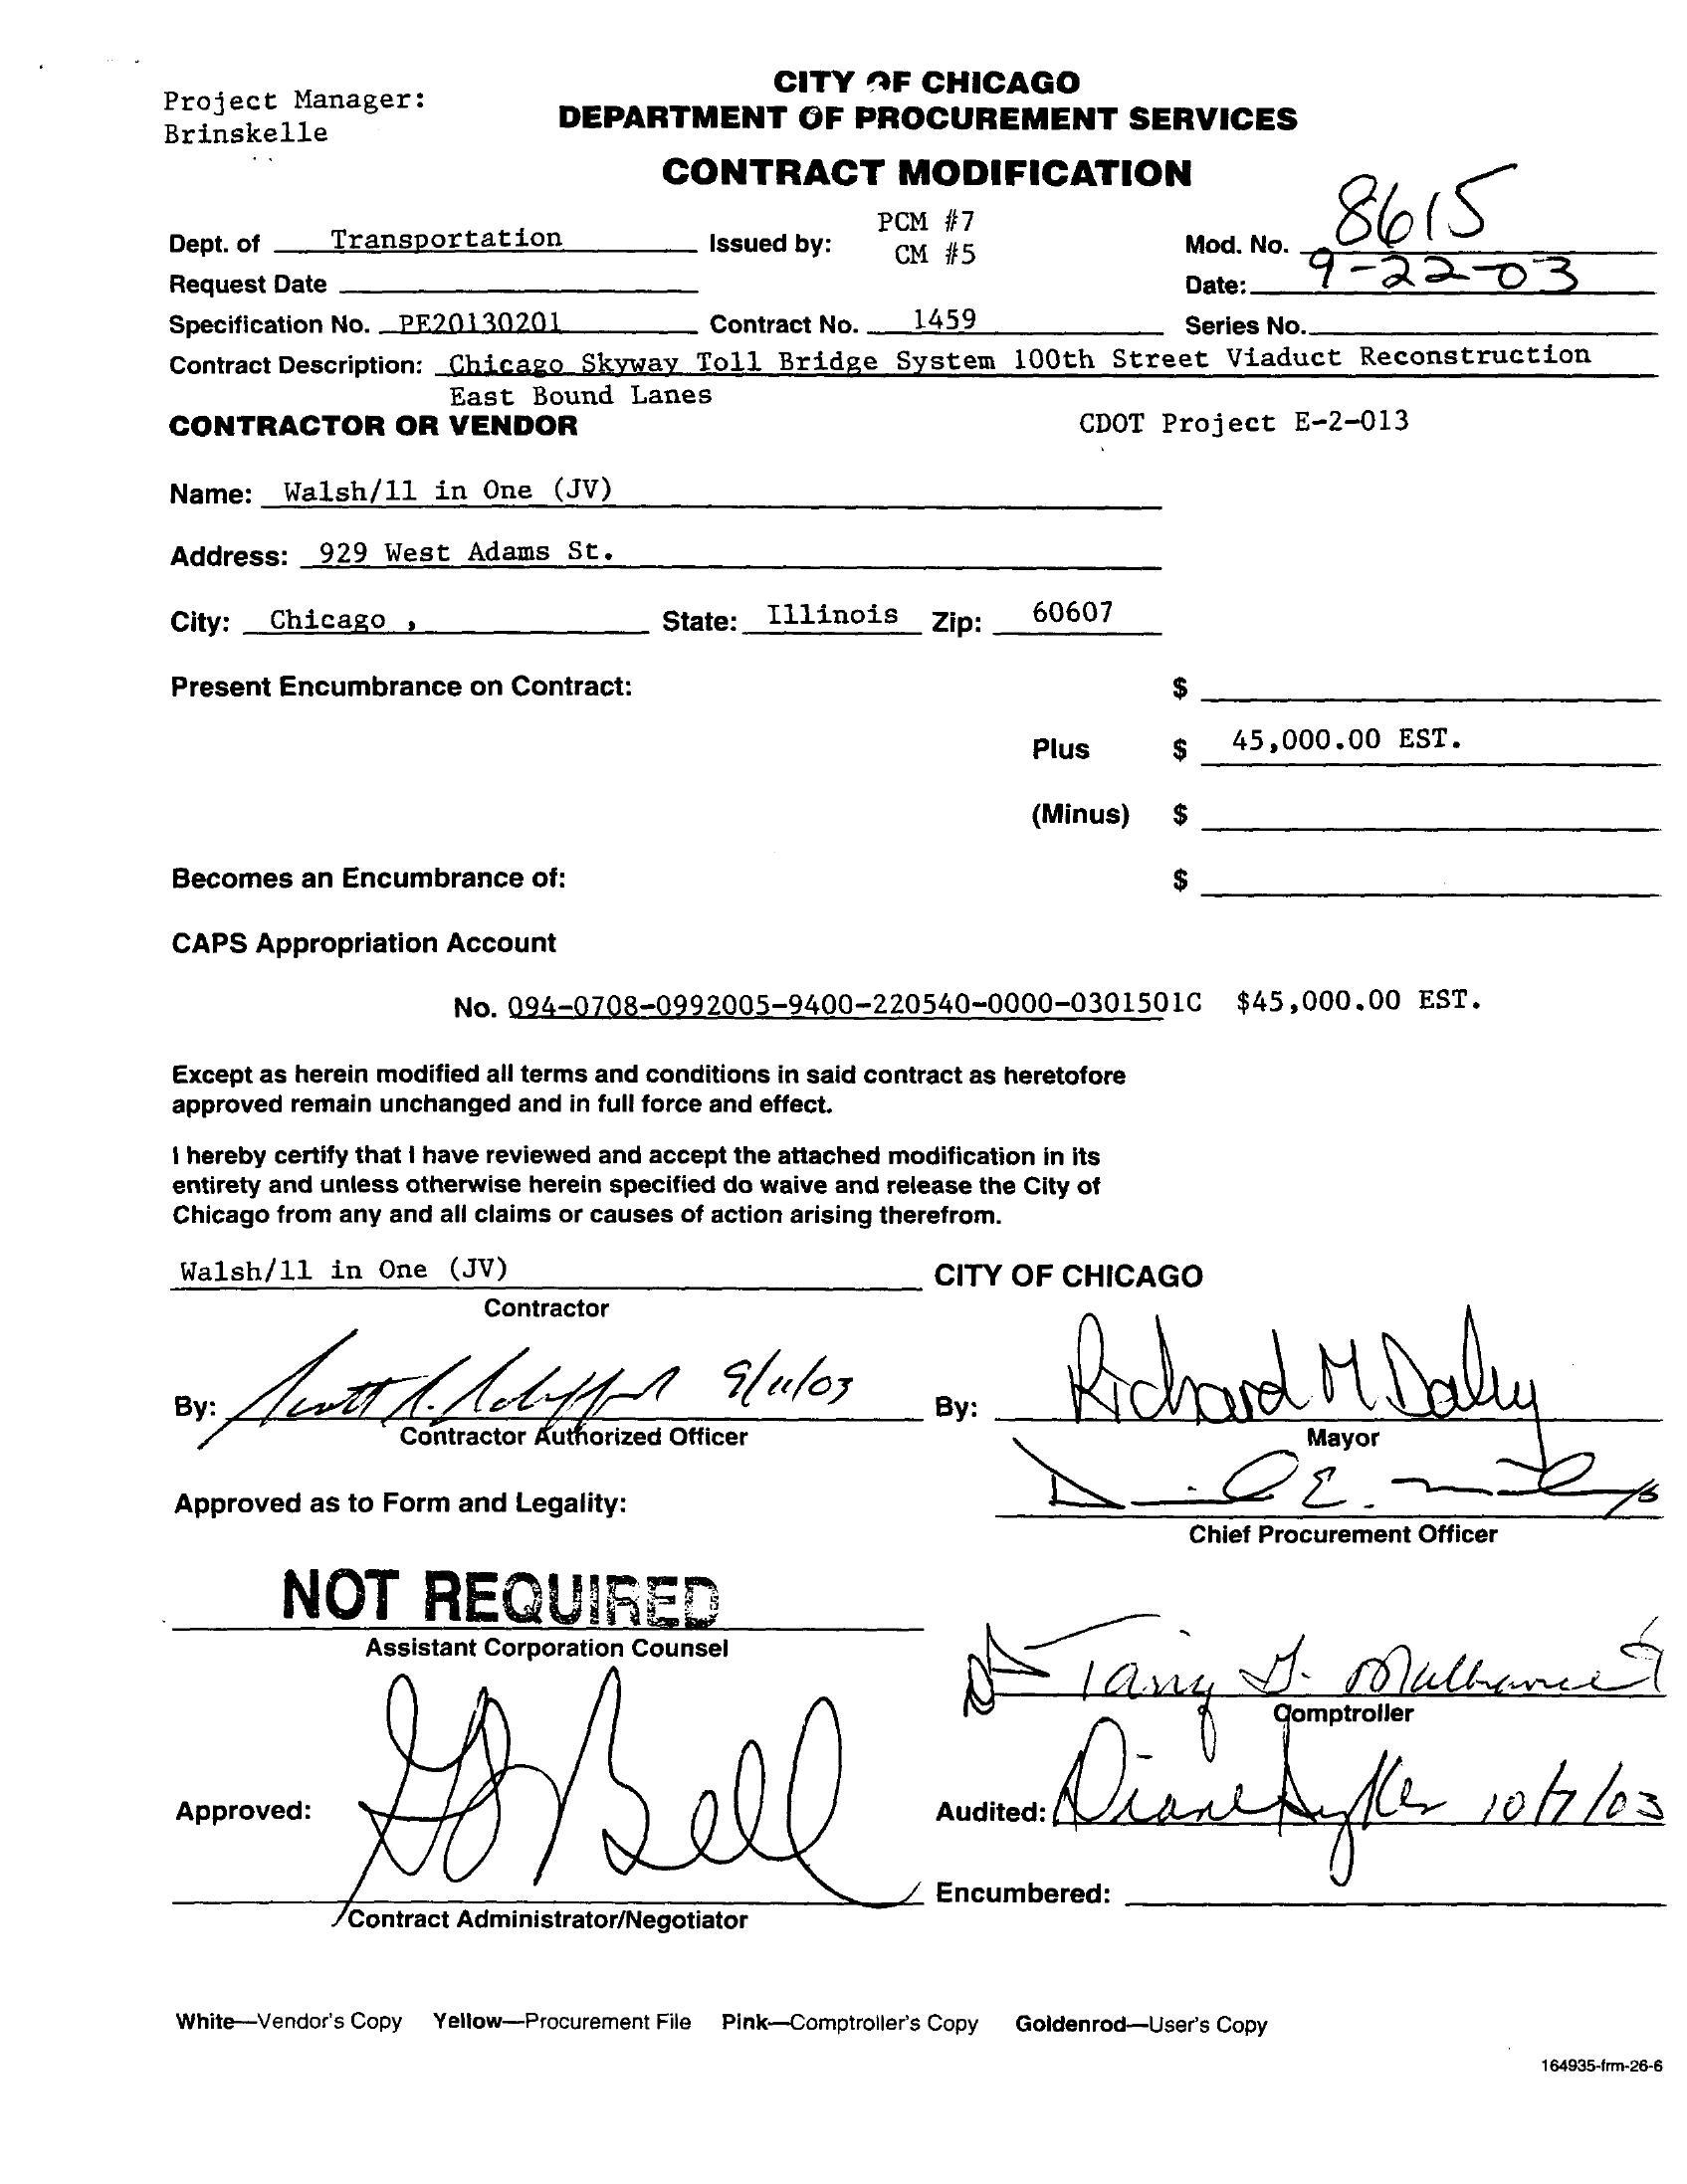 Project Manager:
Brinskelle
CITY OF CHICAGO
DEPARTMENT OF PROCUREMENT SERVICES
CONTRACT MODIFICATION
Dept. of Transportation Issued by: PCM #7 CM #5 Mod. No. 8615
Request Date Date: 9-22-03
Specification No. PE20130201 Contract No. 1459 Series No.
Contract Description: Chicago Skyway Toll Bridge System 100th Street Viaduct Reconstruction
East Bound Lanes
CONTRACTOR OR VENDOR CDOT Project E-2-013
Name: Walsh/11 in One (JV)
Address: 929 West Adams St.
City: Chicago , State: Illinois Zip: 60607
Present Encumbrance on Contract: $
Plus $ 45,000.00 EST.
(Minus) $
Becomes an Encumbrance of: $
CAPS Appropriation Account
No. 094-0708-0992005-9400-220540-0000-0301501C $45,000.00 EST.
Except as herein modified all terms and conditions in said contract as heretofore
approved remain unchanged and in full force and effect.
I hereby certify that I have reviewed and accept the attached modification in its
entirety and unless otherwise herein specified do waive and release the City of
Chicago from any and all claims or causes of action arising therefrom.
Walsh/11 in One (JV) CITY OF CHICAGO
Contractor
By: 9/11/03 By: Richard M Daley
Contractor Authorized Officer Mayor
Approved as to Form and Legality:
Chief Procurement Officer
NOT REQUIRED
Assistant Corporation Counsel
Comptroller
Approved: Bell Audited: Diane 10/7/03
Encumbered:
Contract Administrator/Negotiator
White—Vendor's Copy Yellow—Procurement File Pink—Comptroller's Copy Goldenrod—User's Copy
164935-frm-26-6